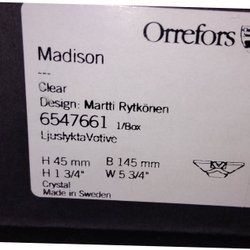 Orrefors
Madison
---
Clear
Design: Martti Rytkönen
6547661 1/Box
LjuslyktaVotive
H 45 mm B 145 mm
H 1 3/4" W 5 3/4"
Crystal
Made in Sweden